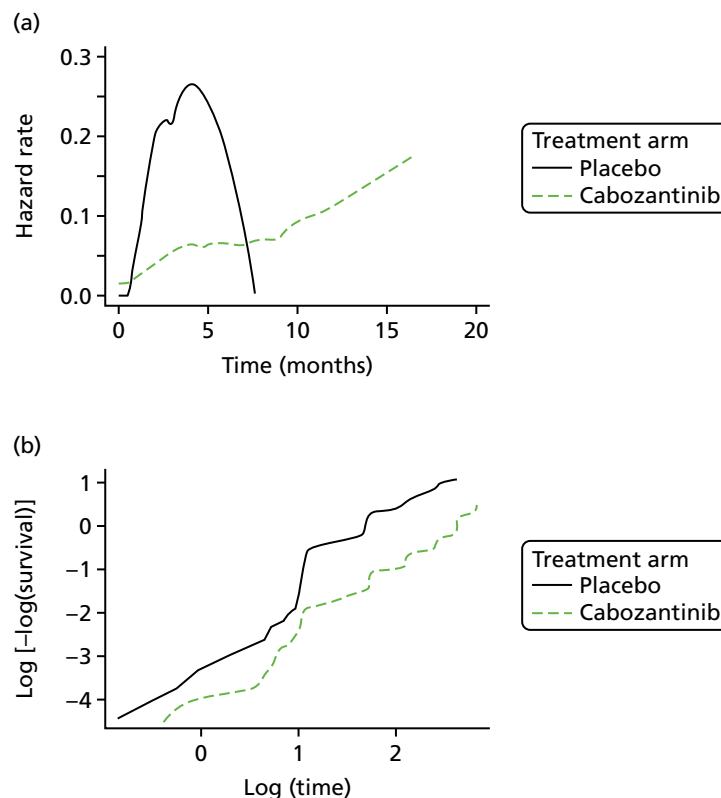 (a)
0.3
0.2
0.1
0.0
Hazard rate
0 5 10 15 20
Time (months)
Treatment arm
Placebo
Cabozantinib
(b)
1
0
–1
–2
–3
–4
Log [–log(survival)]
0 1 2
Log (time)
Treatment arm
Placebo
Cabozantinib